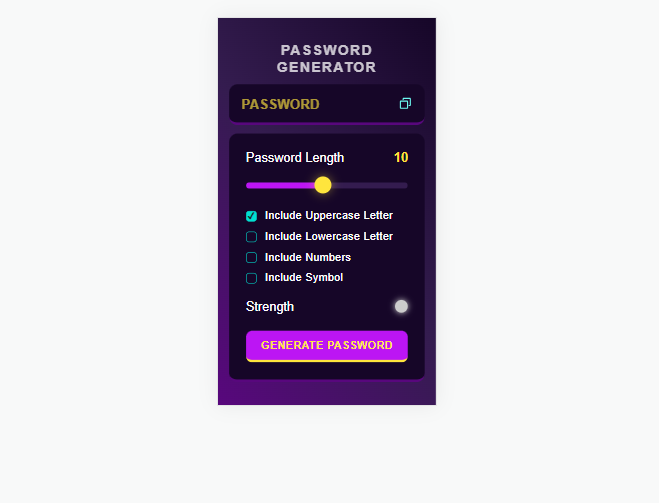 PASSWORD
GENERATOR
PASSWORD
Password Length 10
Include Uppercase Letter
Include Lowercase Letter
Include Numbers
Include Symbol
Strength
GENERATE PASSWORD